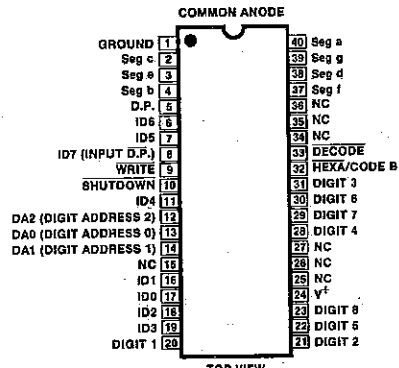 COMMON ANODE
GROUND 1
Seg c 2
Seg e 3
Seg b 4
D.P. 5
ID6 6
ID5 7
ID7 (INPUT D.P.) 8
WRITE 9
SHUTDOWN 10
ID4 11
DA2 (DIGIT ADDRESS 2) 12
DA0 (DIGIT ADDRESS 0) 13
DA1 (DIGIT ADDRESS 1) 14
NC 15
ID1 16
ID0 17
ID2 18
ID3 19
DIGIT 1 20
40 Seg a
39 Seg g
38 Seg d
37 Seg f
36 NC
35 NC
34 NC
33 DECODE
32 HEXA/CODE B
31 DIGIT 3
30 DIGIT 6
29 DIGIT 7
28 DIGIT 4
27 NC
26 NC
25 NC
24 V+
23 DIGIT 8
22 DIGIT 5
21 DIGIT 2
TOP VIEW